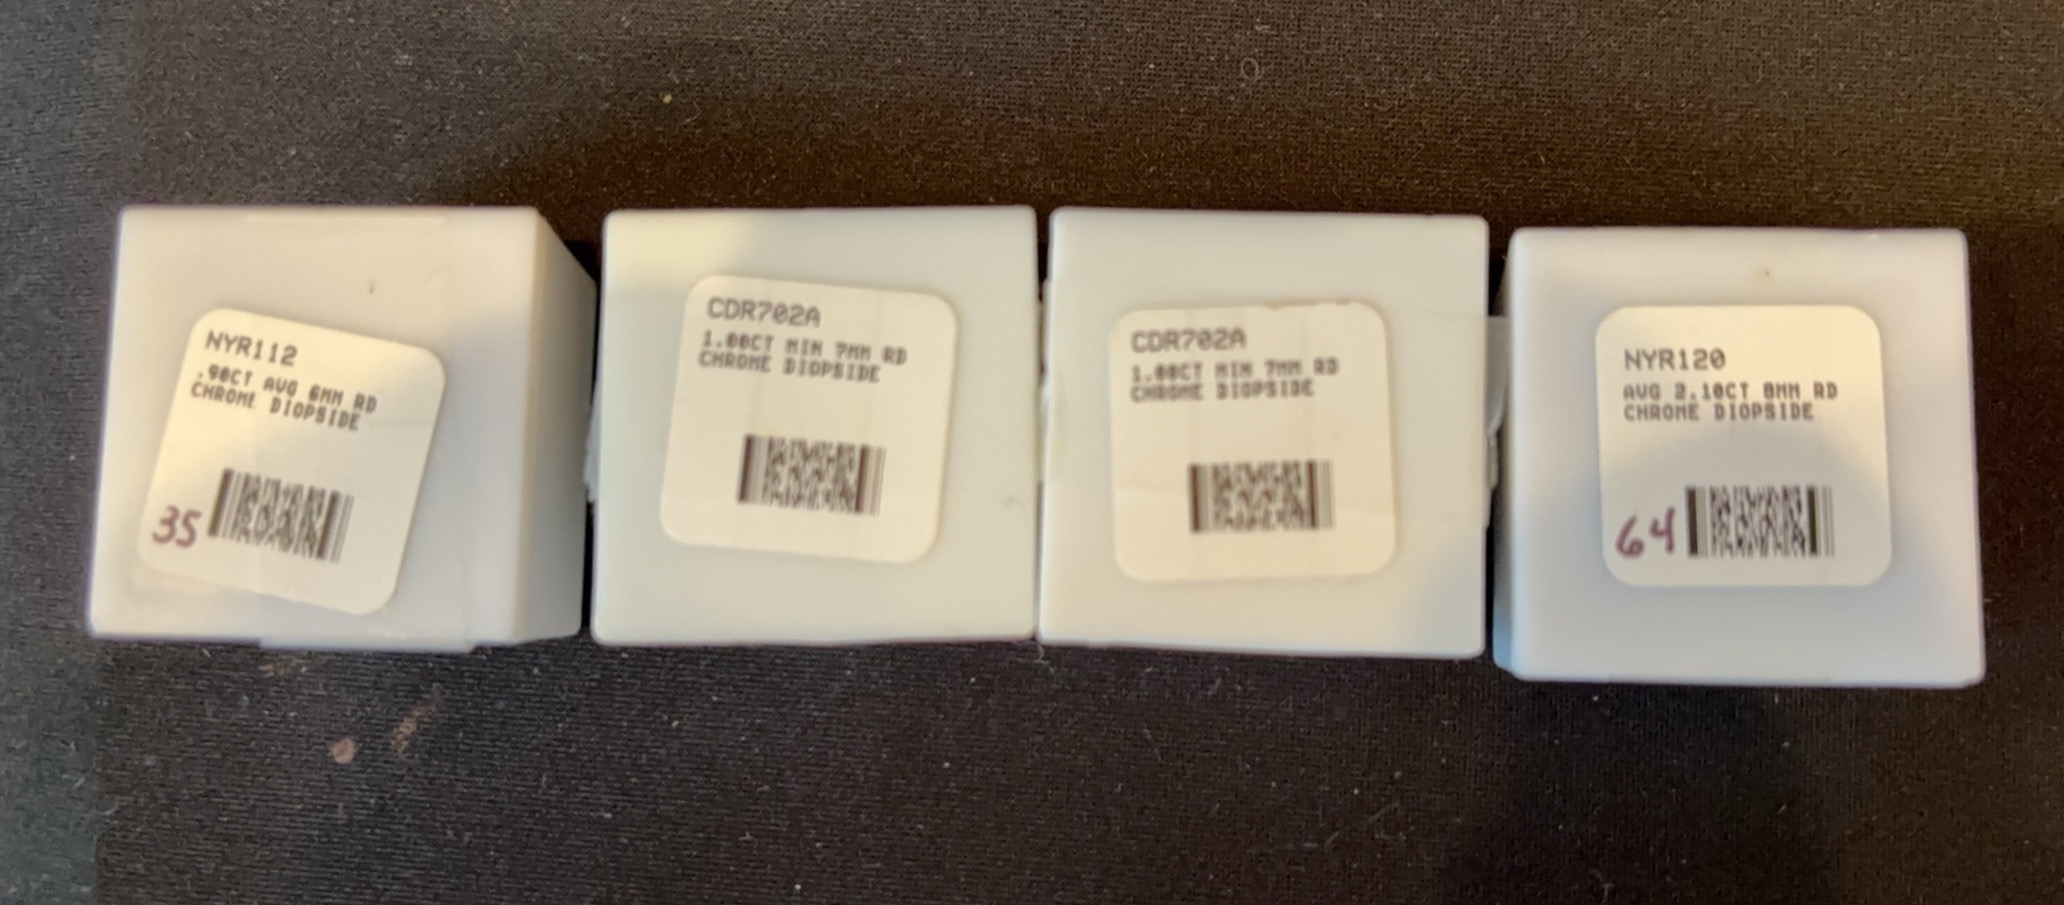 NYR112
.90CT AVG 6MM RD
CHROME DIOPSIDE
35
CDR702A
1.00CT MIN 7MM RD
CHROME DIOPSIDE
CDR702A
1.00CT MIN 7MM RD
CHROME DIOPSIDE
NYR120
AVG 2.10CT 8MM RD
CHROME DIOPSIDE
64